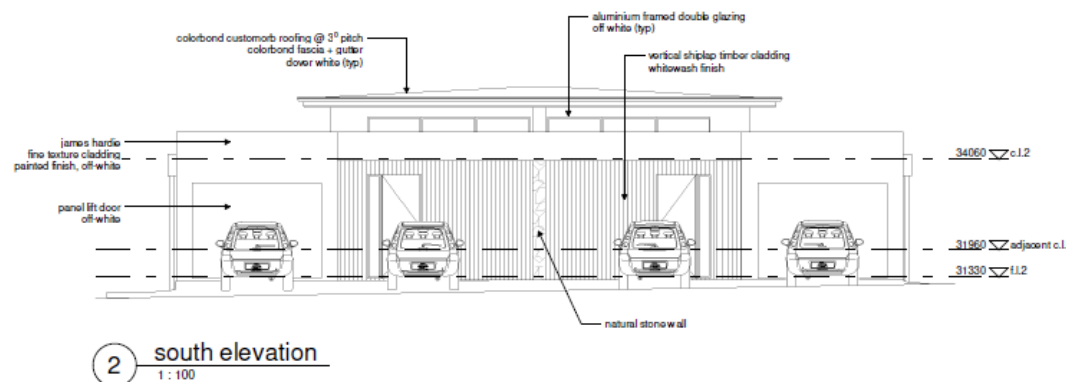 aluminium framed double glazing
off white (typ)
colorbond customorb roofing @ 3° pitch
colorbond fascia + gutter
dover white (typ)
vertical shiplap timber cladding
whitewash finish
james hardie
fine texture cladding
painted finish, off-white
34060 c.l.2
panel lift door
off-white
31960 adjacent c.l.
31330 f.l.2
natural stone wall
2 south elevation
1 : 100